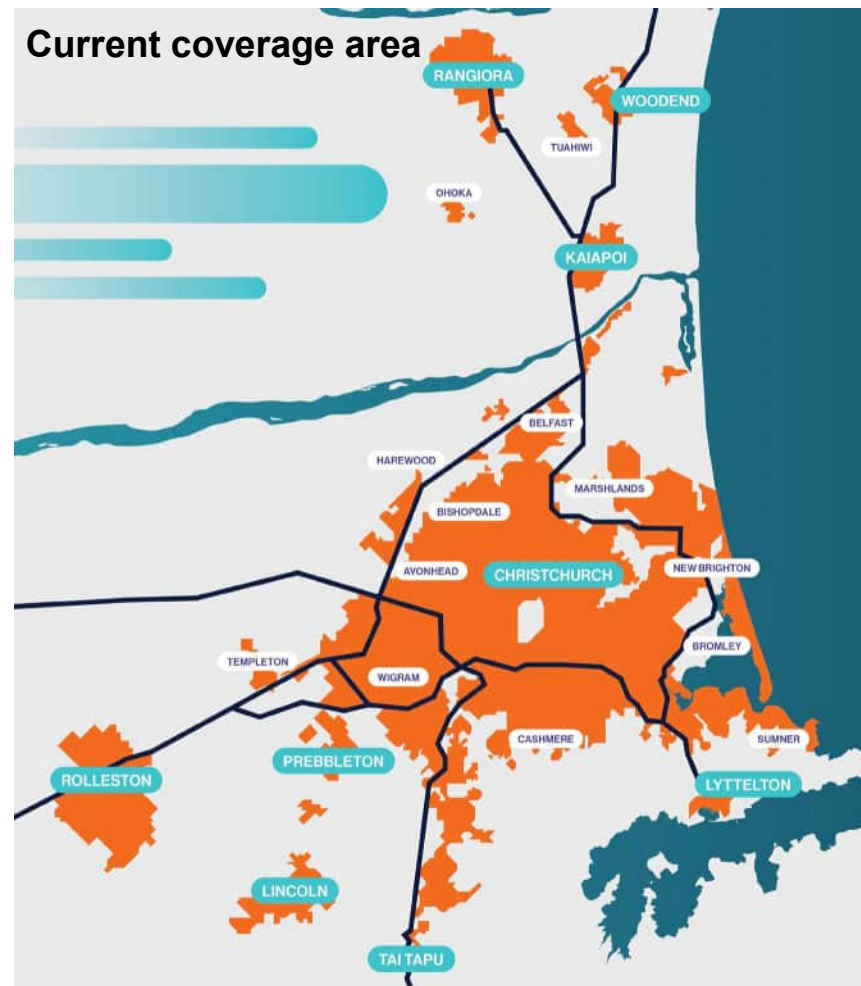 Current coverage area
RANGIORA
WOODEND
TUAHIWI
OHOKA
KAIAPOI
BELFAST
HAREWOOD
MARSHLANDS
BISHOPDALE
AVONHEAD
CHRISTCHURCH
NEW BRIGHTON
BROMLEY
TEMPLETON
WIGRAM
CASHMERE
SUMNER
PREBBLETON
ROLLESTON
LYTTELTON
LINCOLN
TAI TAPU